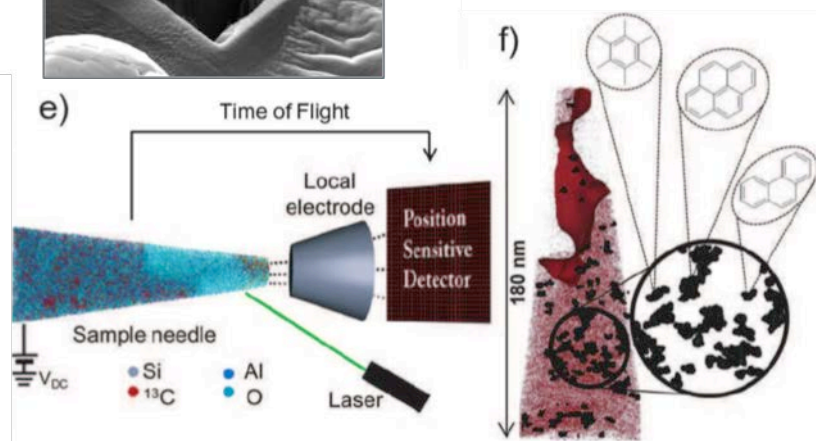 e)
Time of Flight
Local
electrode
Position
Sensitive
Detector
Sample needle
V_DC
Si
Al
¹³C
O
Laser
f)
180 nm